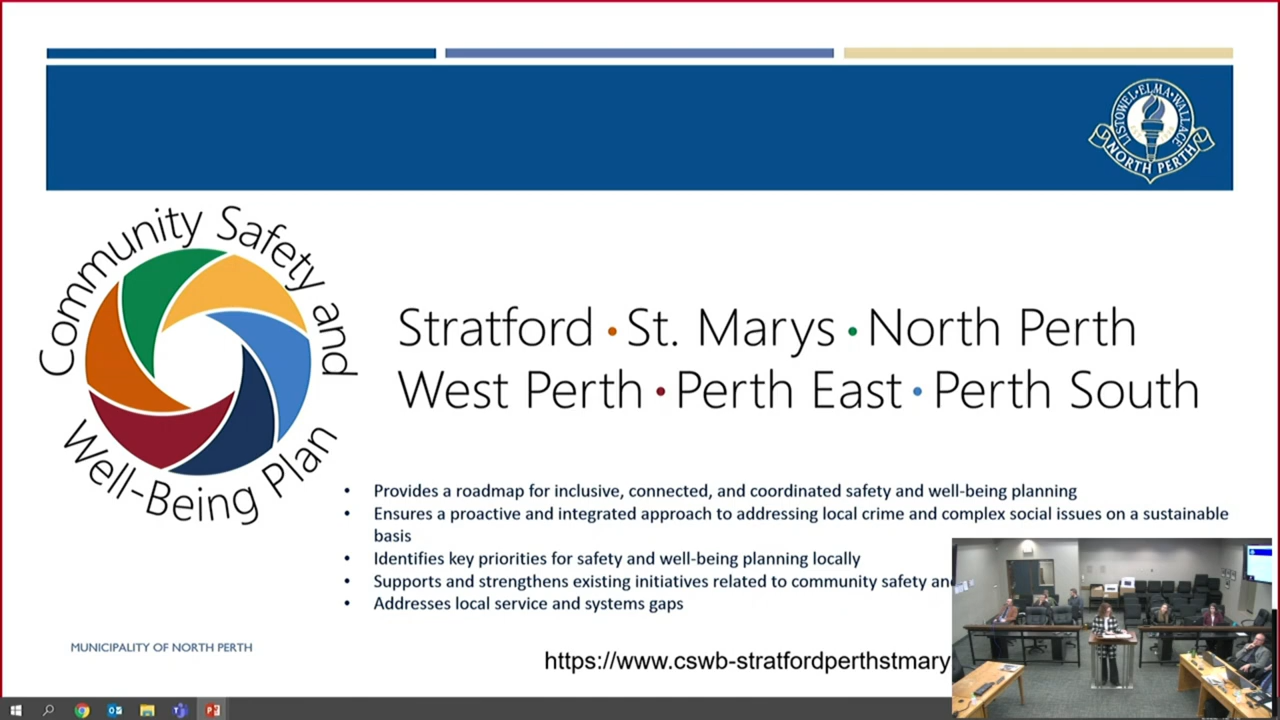 LISTOWEL·ELMA·WALLACE
NORTH PERTH
Community Safety and
Well-Being Plan
Stratford • St. Marys • North Perth
West Perth • Perth East • Perth South
• Provides a roadmap for inclusive, connected, and coordinated safety and well-being planning
• Ensures a proactive and integrated approach to addressing local crime and complex social issues on a sustainable
basis
• Identifies key priorities for safety and well-being planning locally
• Supports and strengthens existing initiatives related to community safety an
• Addresses local service and systems gaps
MUNICIPALITY OF NORTH PERTH
https://www.cswb-stratfordperthstmary